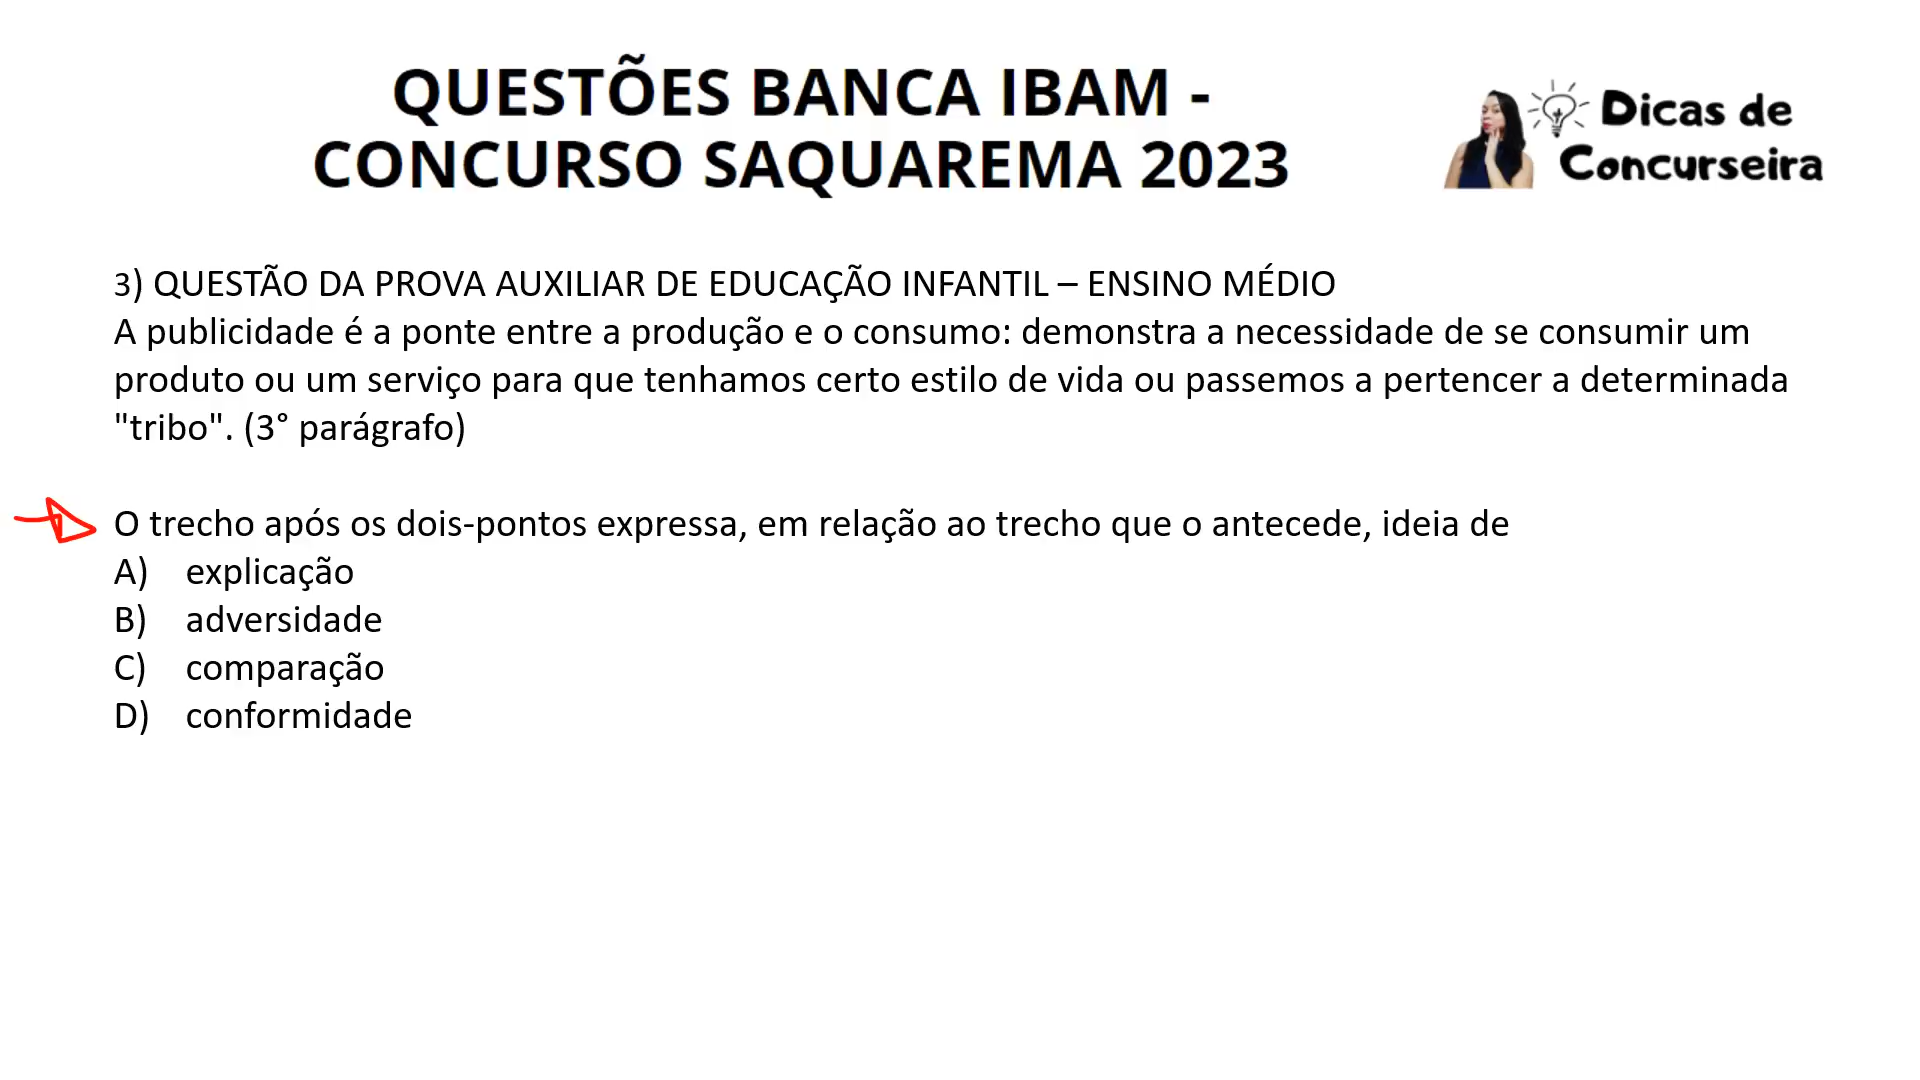 QUESTÕES BANCA IBAM -
CONCURSO SAQUAREMA 2023
Dicas de
Concurseira
3) QUESTÃO DA PROVA AUXILIAR DE EDUCAÇÃO INFANTIL – ENSINO MÉDIO
A publicidade é a ponte entre a produção e o consumo: demonstra a necessidade de se consumir um
produto ou um serviço para que tenhamos certo estilo de vida ou passemos a pertencer a determinada
"tribo". (3° parágrafo)
O trecho após os dois-pontos expressa, em relação ao trecho que o antecede, ideia de
A) explicação
B) adversidade
C) comparação
D) conformidade